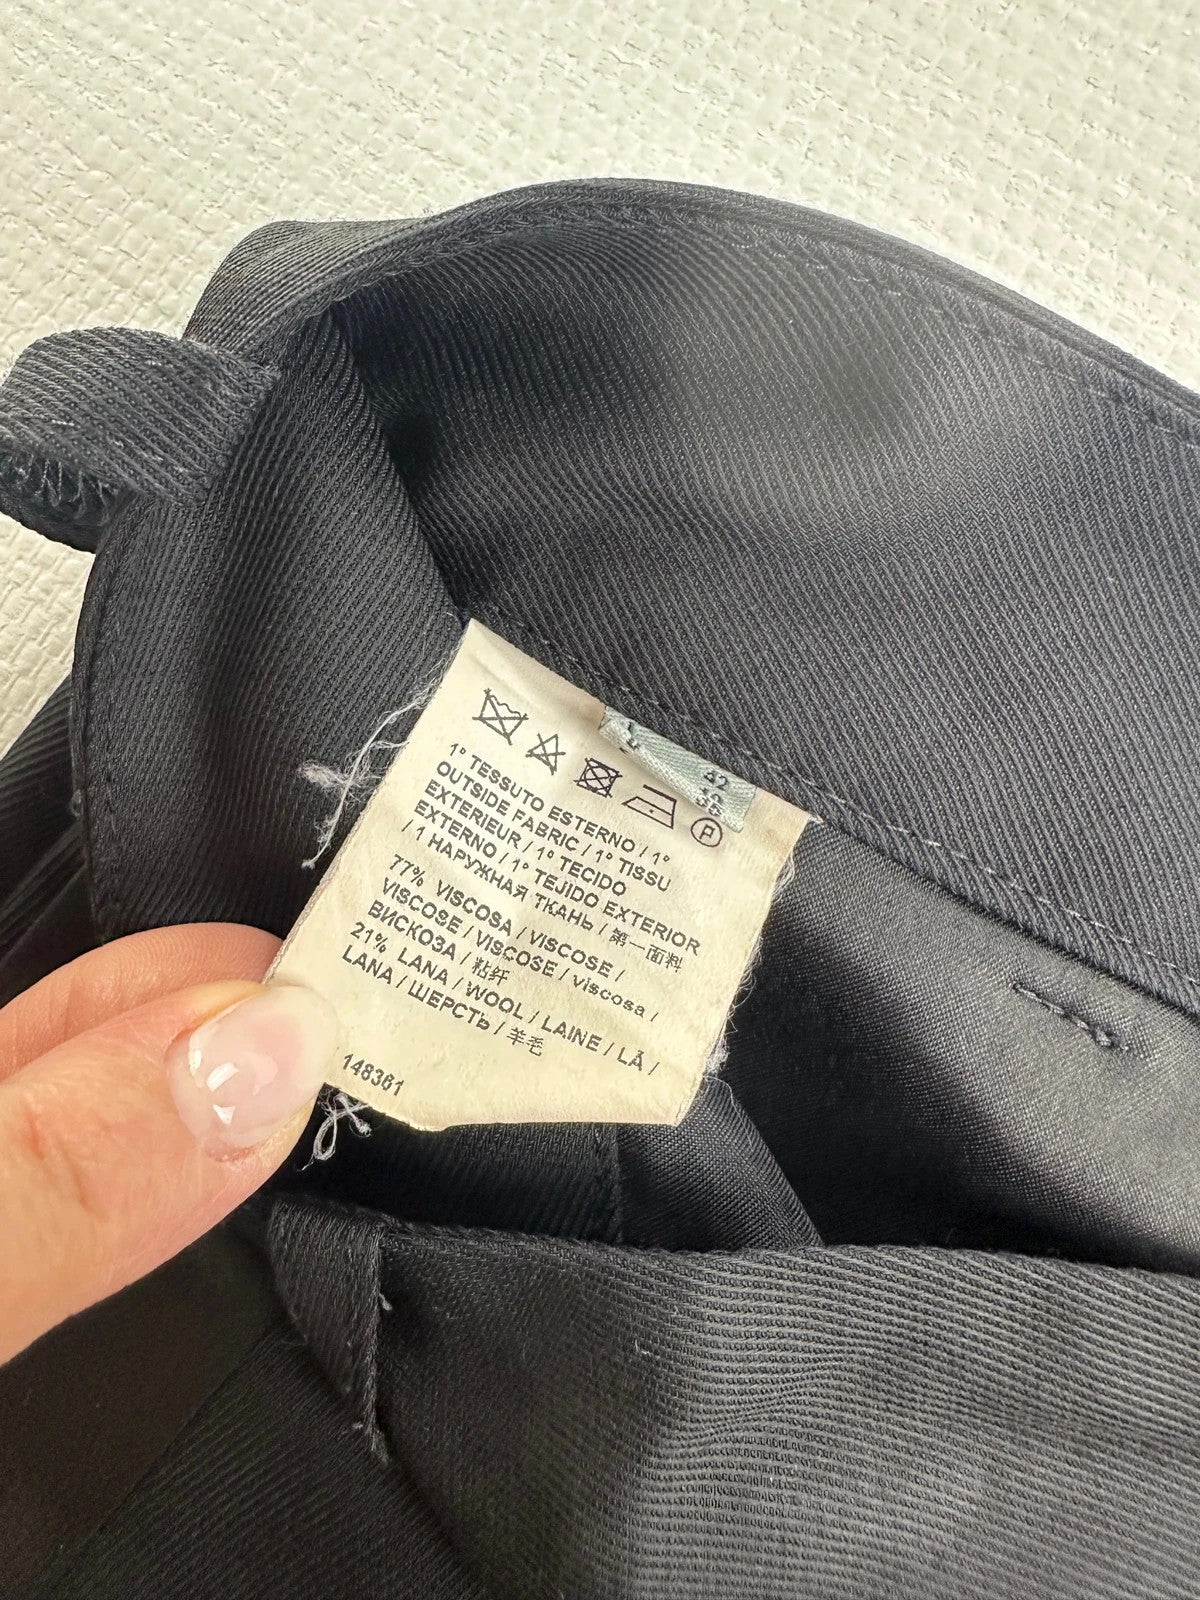 42
38
P
1° TESSUTO ESTERNO / 1°
OUTSIDE FABRIC / 1° TISSU
EXTERIEUR / 1° TECIDO
EXTERNO / 1° TEJIDO EXTERIOR
/ 1 НАРУЖНАЯ ТКАНЬ / 第一面料
77% VISCOSA / VISCOSE /
VISCOSE / VISCOSE / viscosa /
ВИСКОЗА / 粘纤
21% LANA / WOOL / LAINE / LÃ /
LANA / ШЕРСТЬ / 羊毛
148361